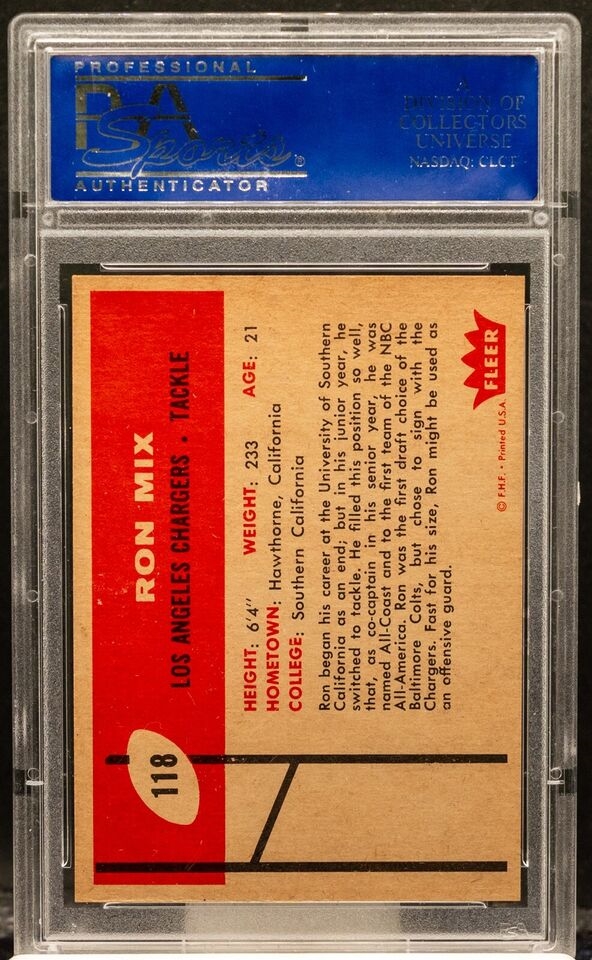 PROFESSIONAL
PSA
Sports®
AUTHENTICATOR
A
DIVISION OF
COLLECTORS
UNIVERSE
NASDAQ: CLCT
118
RON MIX
LOS ANGELES CHARGERS • TACKLE
HEIGHT: 6'4" WEIGHT: 233 AGE: 21
HOMETOWN: Hawthorne, California
COLLEGE: Southern California
Ron began his career at the University of Southern
California as an end; but in his junior year, he
switched to tackle. He filled this position so well,
that, as co-captain in his senior year, he was
named All-Coast and to the first team of the NBC
All-America. Ron was the first draft choice of the
Baltimore Colts, but chose to sign with the
Chargers. Fast for his size, Ron might be used as
an offensive guard.
FLEER
© F.H.F. • Printed U.S.A.
PSA